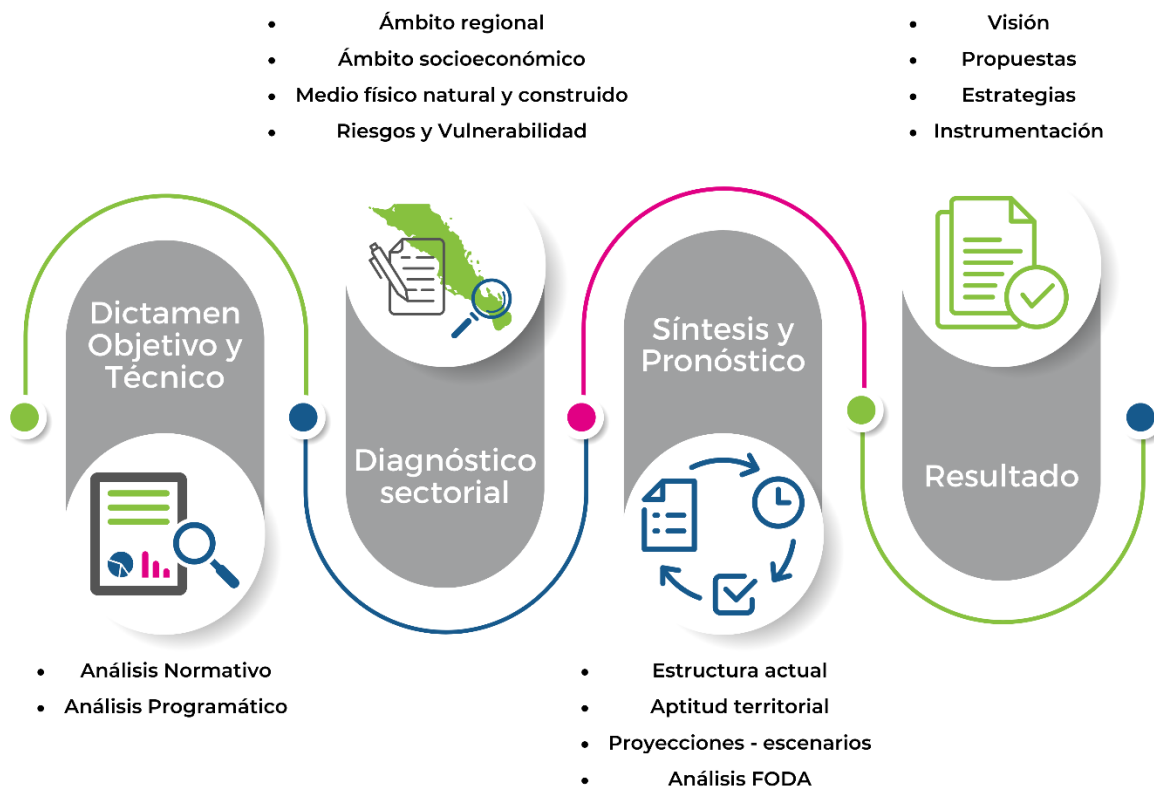 • Ámbito regional
• Ámbito socioeconómico
• Medio físico natural y construido
• Riesgos y Vulnerabilidad
• Visión
• Propuestas
• Estrategias
• Instrumentación
Dictamen
Objetivo y
Técnico
Diagnóstico
sectorial
Síntesis y
Pronóstico
Resultado
• Análisis Normativo
• Análisis Programático
• Estructura actual
• Aptitud territorial
• Proyecciones - escenarios
• Análisis FODA